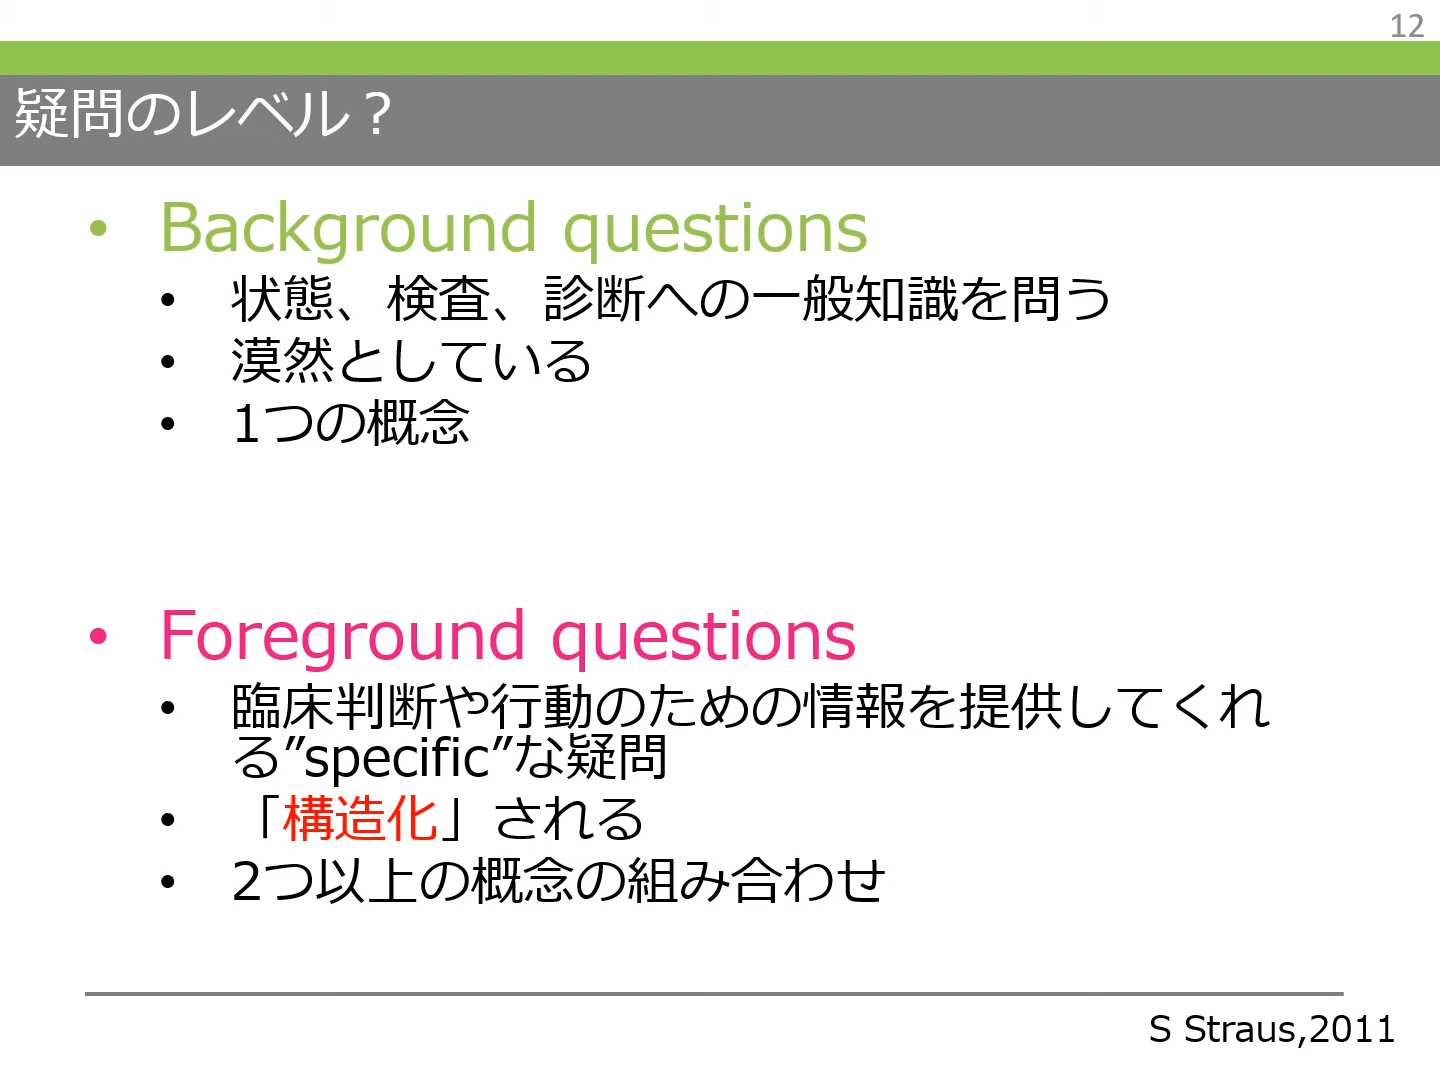 12
疑問のレベル？
• Background questions
• 状態、検査、診断への一般知識を問う
• 漠然としている
• 1つの概念
• Foreground questions
• 臨床判断や行動のための情報を提供してくれ
る”specific”な疑問
• 「構造化」される
• 2つ以上の概念の組み合わせ
S Straus,2011